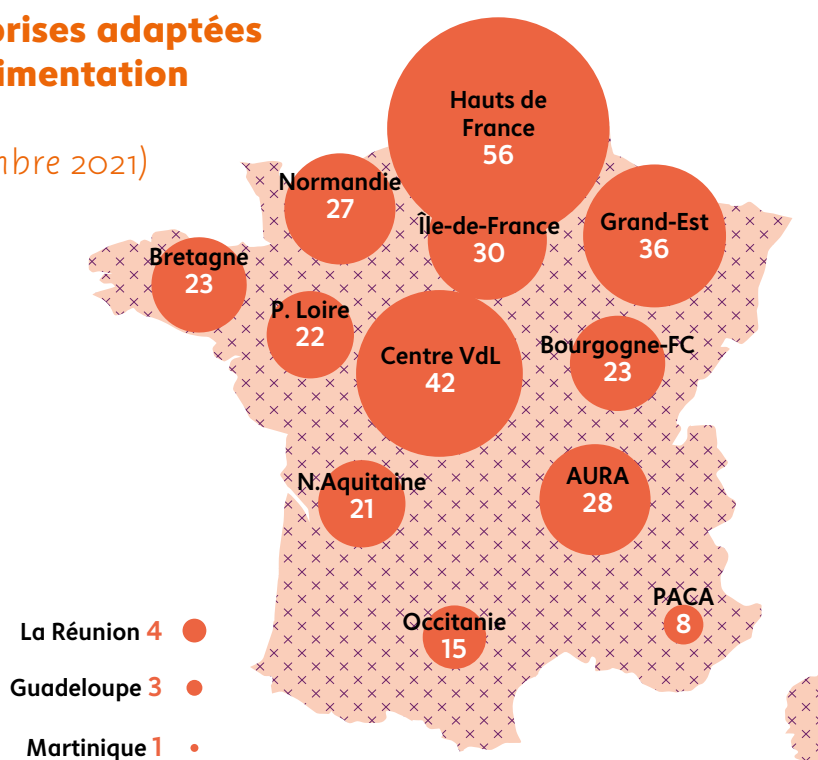 prises adaptées
imentation
mbre 2021)
Hauts de
France
56
Normandie
27
Île-de-France
30
Grand-Est
36
Bretagne
23
P. Loire
22
Centre VdL
42
Bourgogne-FC
23
N.Aquitaine
21
AURA
28
Occitanie
15
PACA
8
La Réunion 4
Guadeloupe 3
Martinique 1